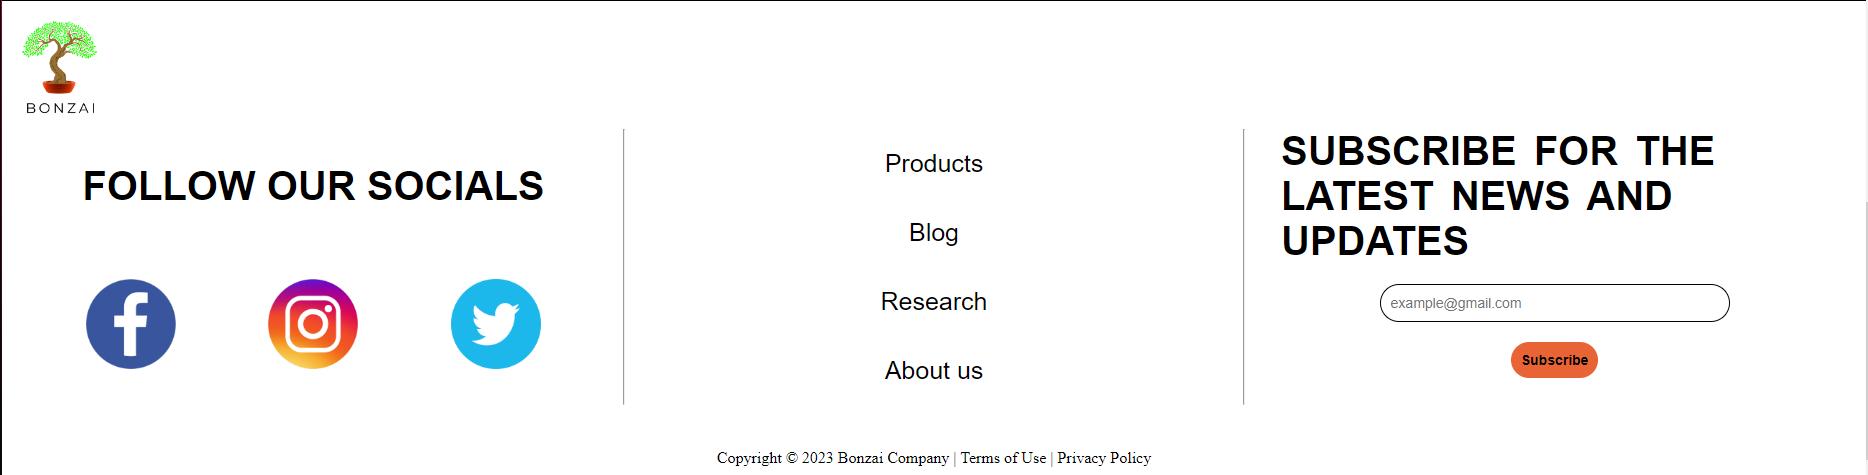 BONZAI
FOLLOW OUR SOCIALS
Products
Blog
Research
About us
SUBSCRIBE FOR THE
LATEST NEWS AND
UPDATES
example@gmail.com
Subscribe
Copyright © 2023 Bonzai Company | Terms of Use | Privacy Policy